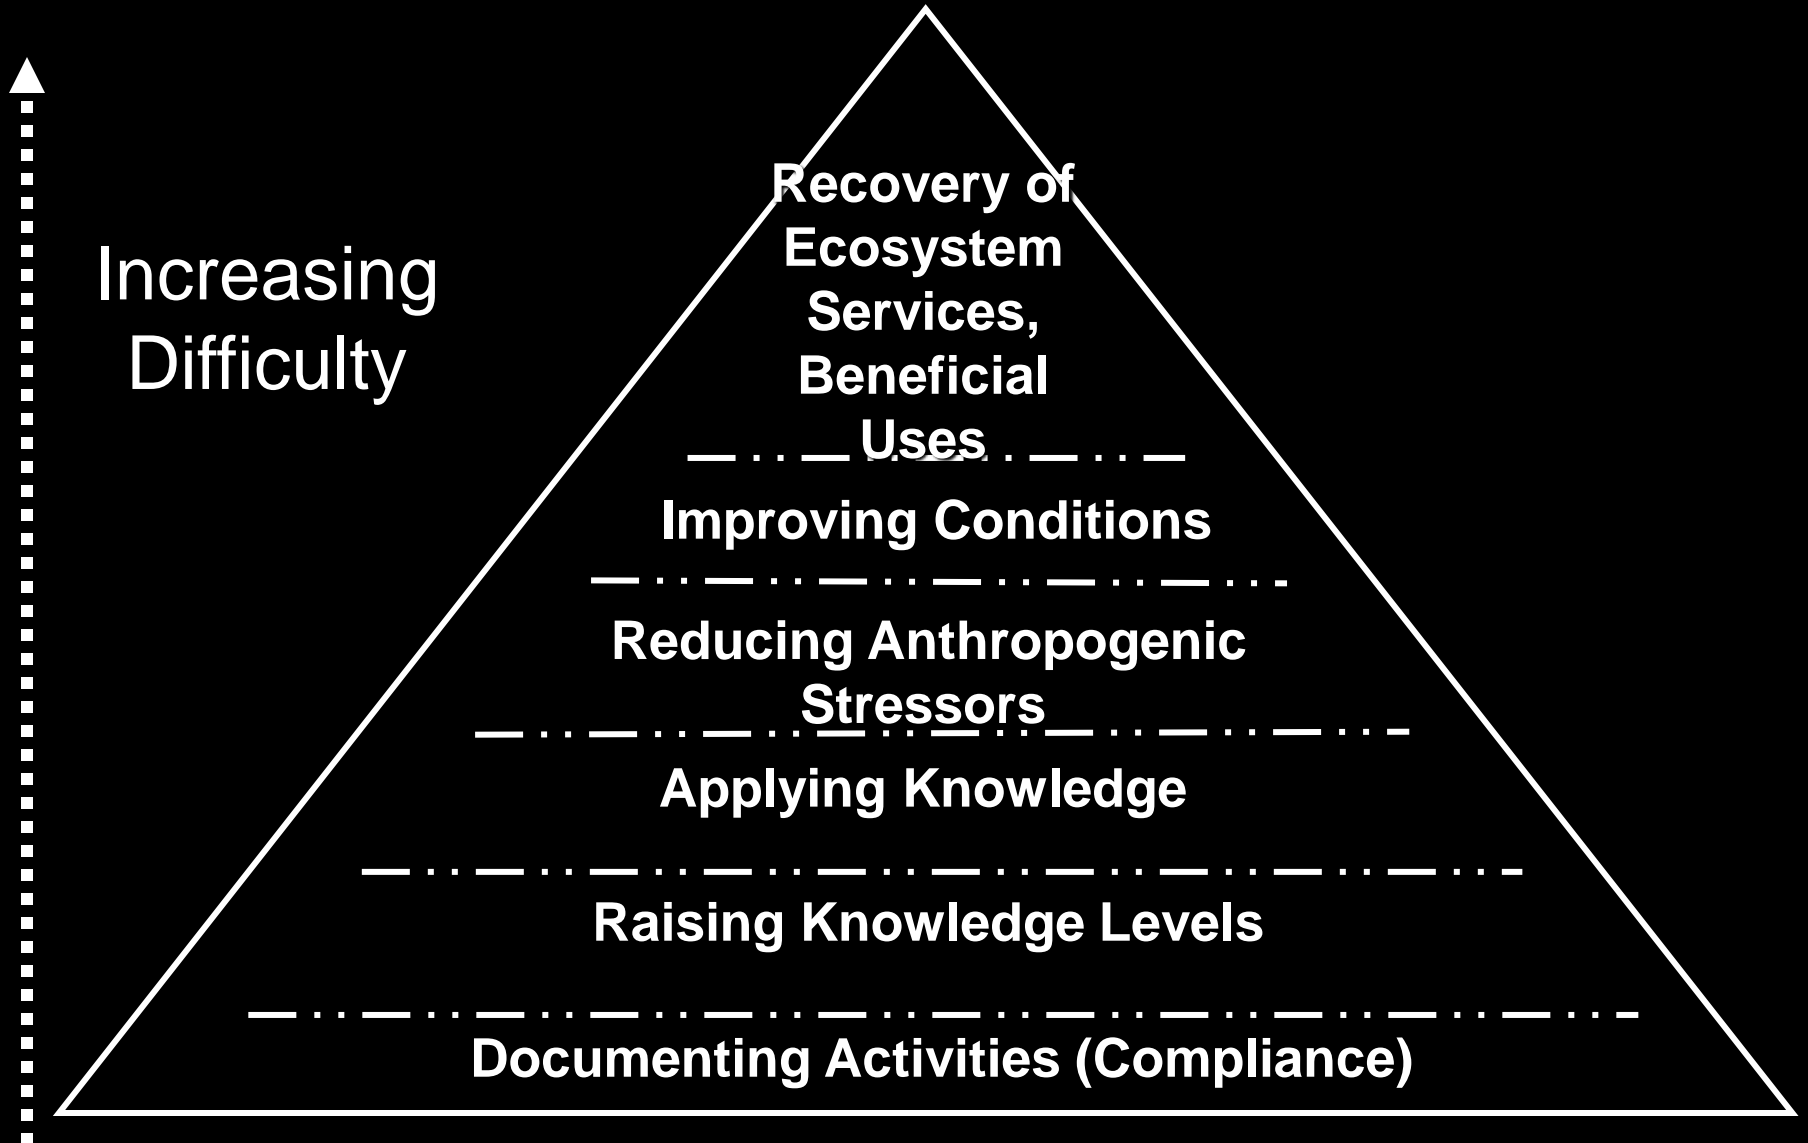 Increasing
Difficulty
Recovery of
Ecosystem
Services,
Beneficial
Uses
Improving Conditions
Reducing Anthropogenic
Stressors
Applying Knowledge
Raising Knowledge Levels
Documenting Activities (Compliance)